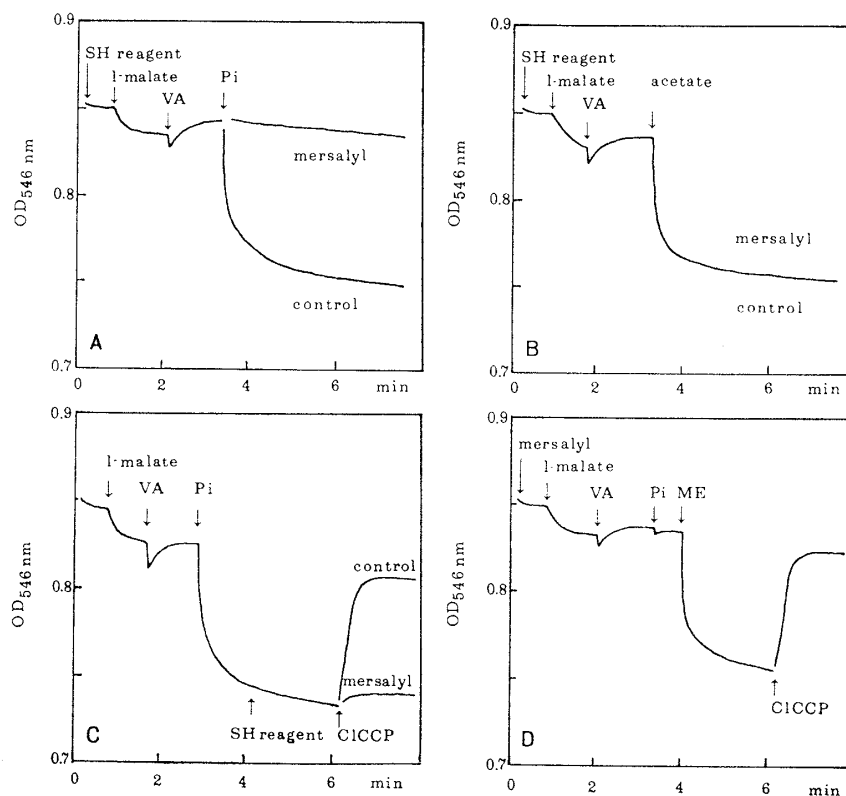 0.9
SH reagent
l-malate
VA
Pi
mersalyl
0.8
OD546 nm
control
A
0.7
0 2 4 6 min
0.9
SH reagent
l-malate
VA
acetate
0.8
OD546 nm
mersalyl
control
B
0.7
0 2 4 6 min
0.9
l-malate
VA
Pi
control
0.8
OD546 nm
mersalyl
SH reagent
ClCCP
C
0.7
0 2 4 6 min
0.9
mersalyl
l-malate
VA
Pi
ME
0.8
OD546 nm
ClCCP
D
0.7
0 2 4 6 min